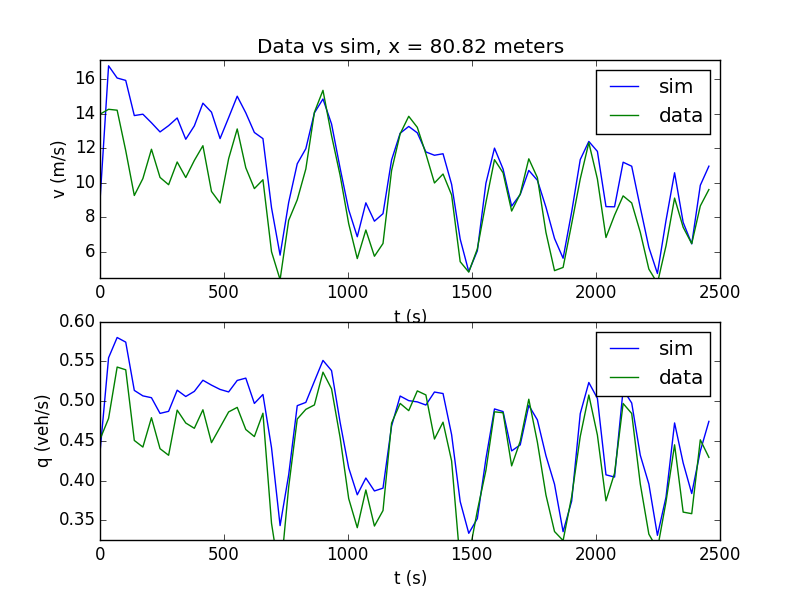 Data vs sim, x = 80.82 meters
16
14
12
10
8
6
v (m/s)
sim
data
0
500
1000
1500
2000
2500
t (s)
0.60
0.55
0.50
0.45
0.40
0.35
q (veh/s)
sim
data
0
500
1000
1500
2000
2500
t (s)